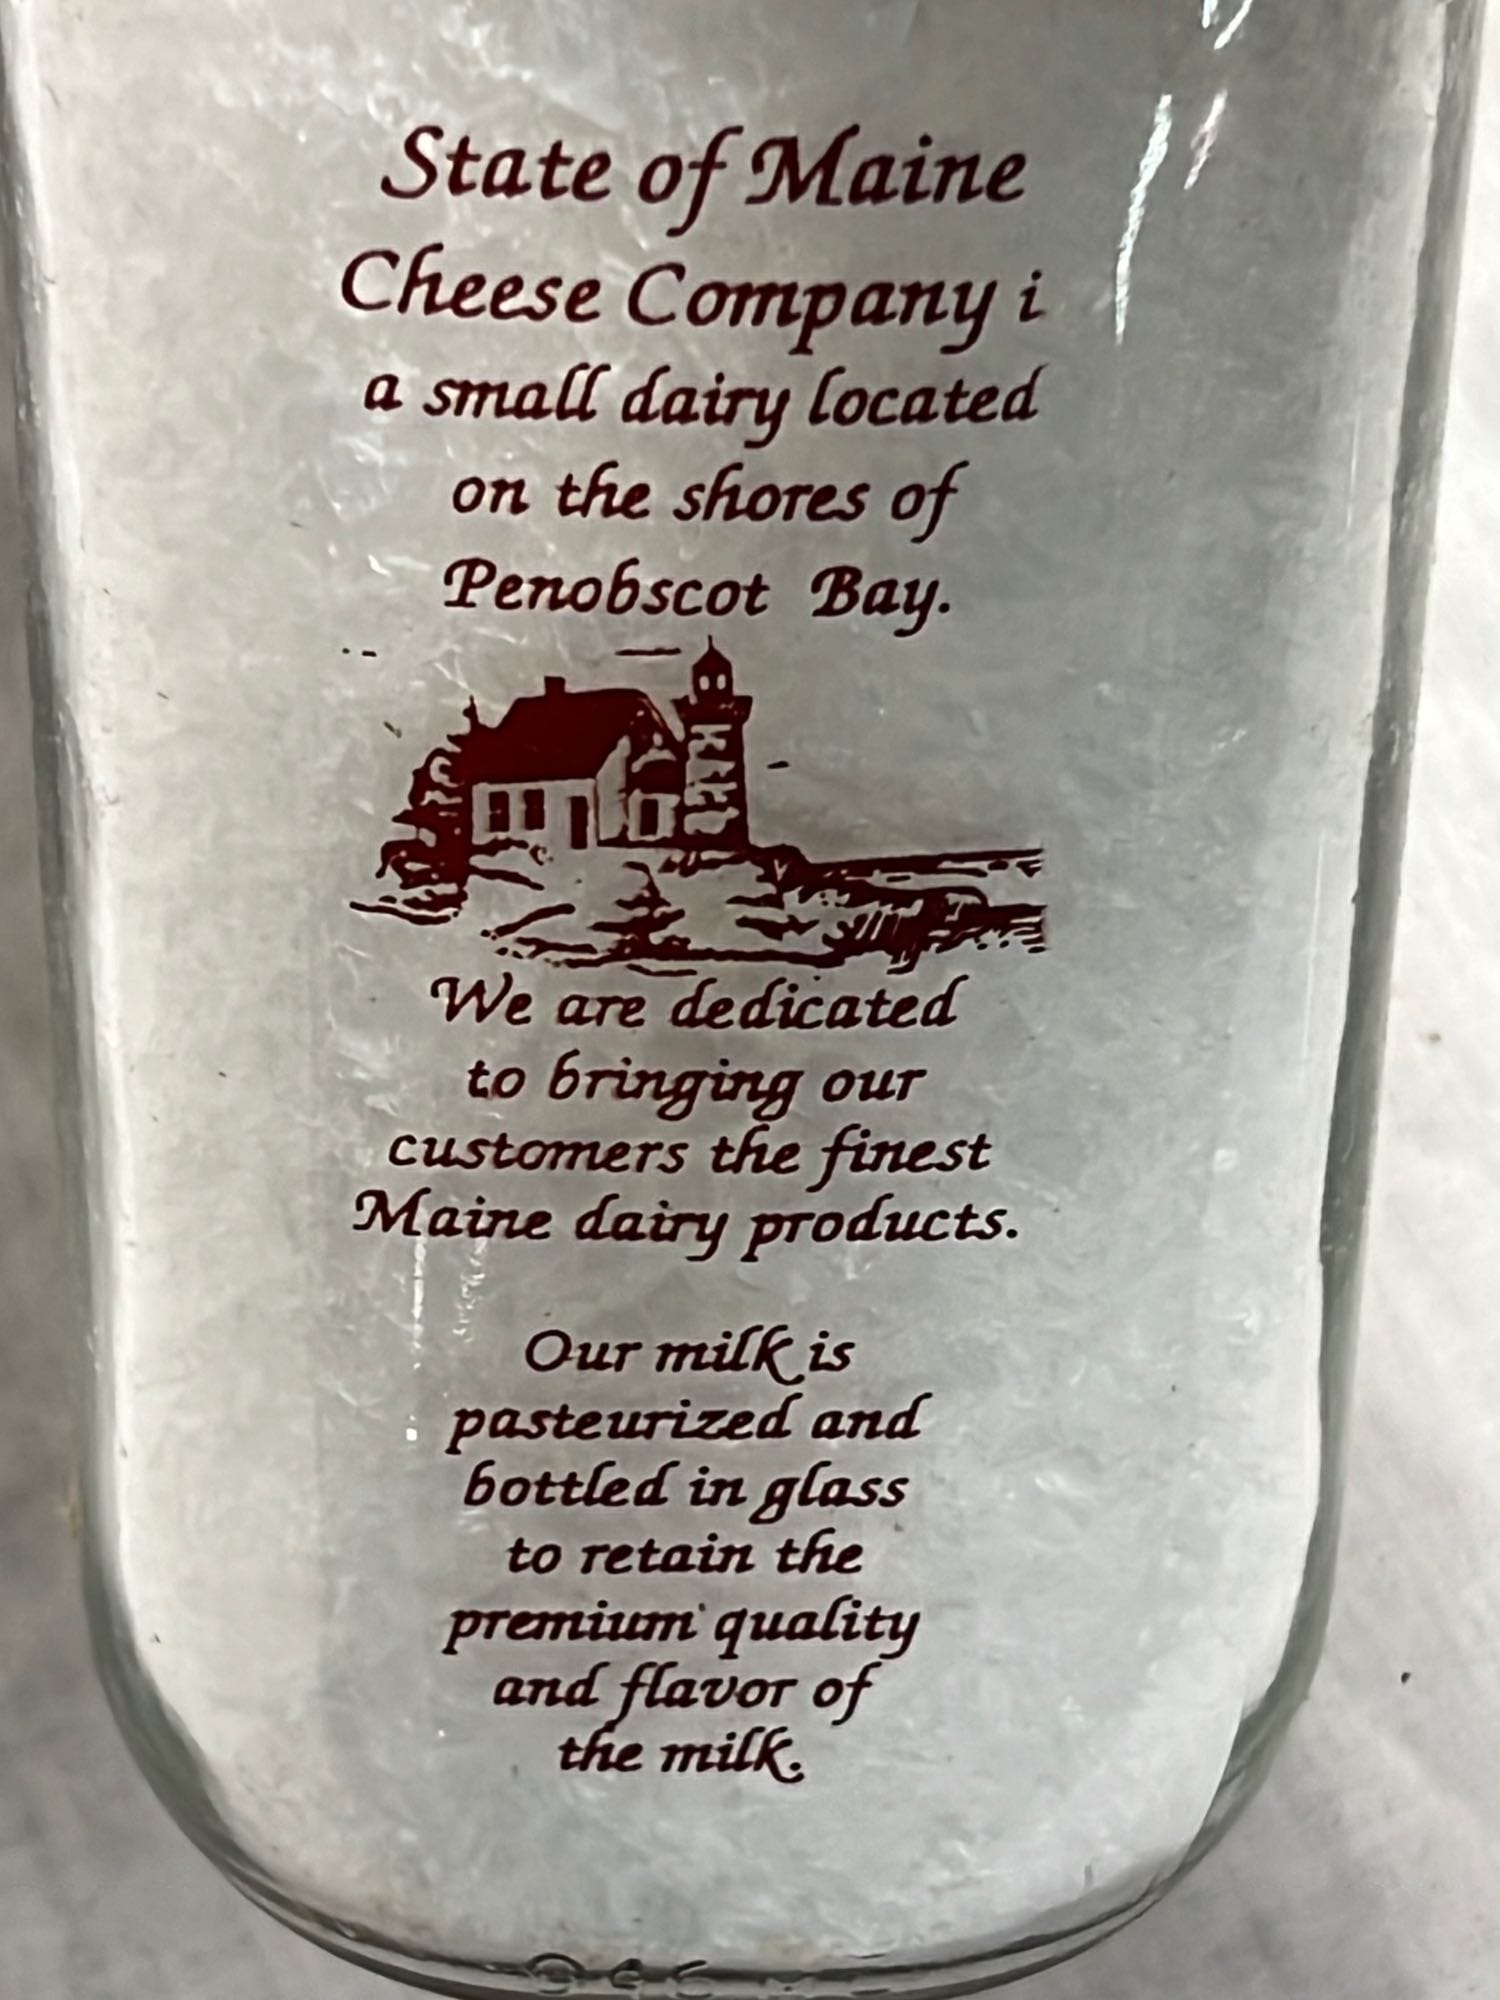 State of Maine
Cheese Company i
a small dairy located
on the shores of
Penobscot Bay.
We are dedicated
to bringing our
customers the finest
Maine dairy products.
Our milk is
pasteurized and
bottled in glass
to retain the
premium quality
and flavor of
the milk.